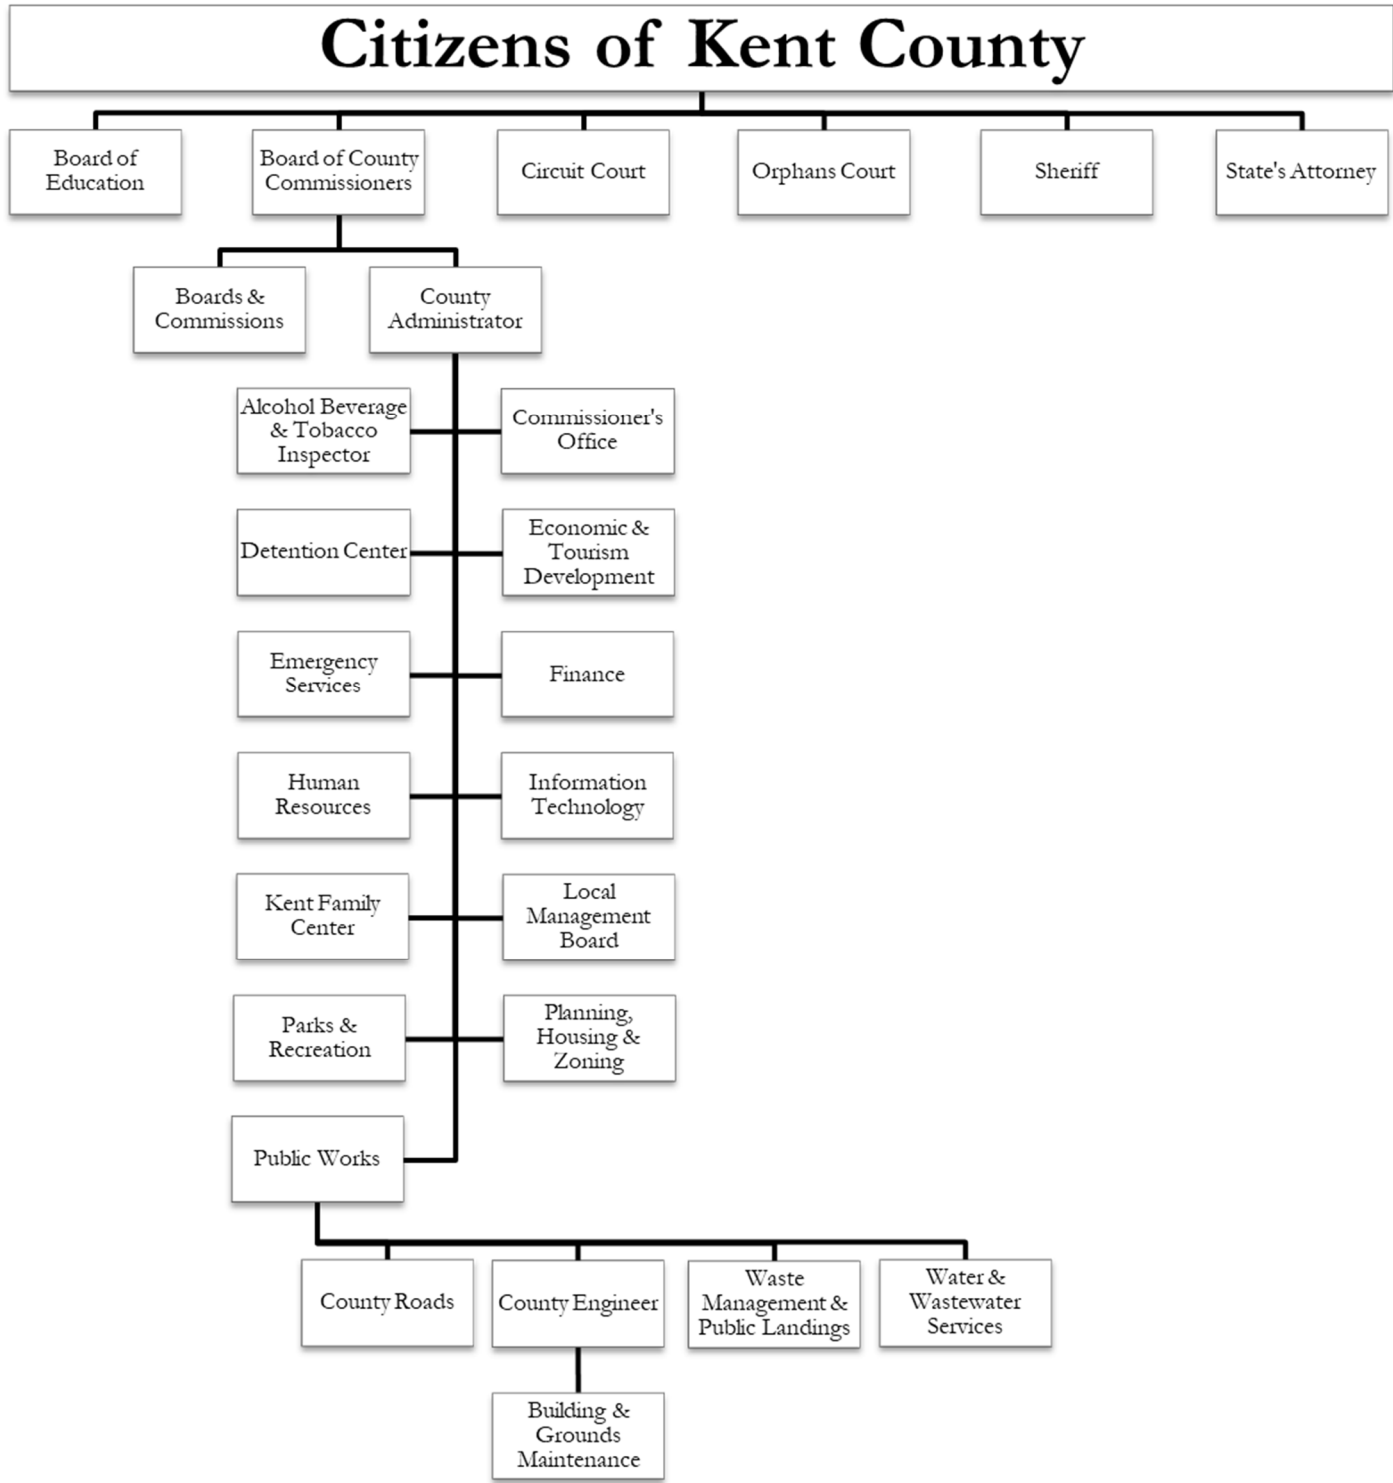 Citizens of Kent County
Board of
Education
Board of County
Commissioners
Circuit Court
Orphans Court
Sheriff
State's Attorney
Boards &
Commissions
County
Administrator
Alcohol Beverage
& Tobacco
Inspector
Commissioner's
Office
Detention Center
Economic &
Tourism
Development
Emergency
Services
Finance
Human
Resources
Information
Technology
Kent Family
Center
Local
Management
Board
Parks &
Recreation
Planning,
Housing &
Zoning
Public Works
County Roads
County Engineer
Waste
Management &
Public Landings
Water &
Wastewater
Services
Building &
Grounds
Maintenance